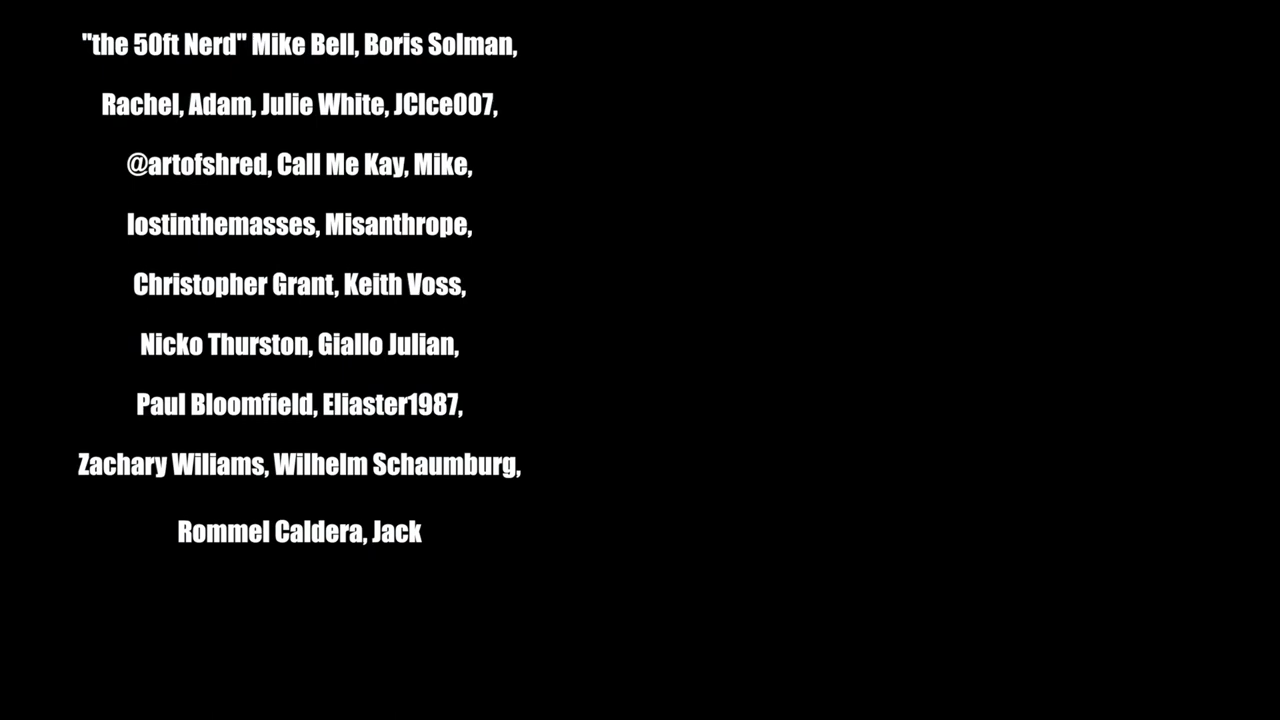 "the 50ft Nerd" Mike Bell, Boris Solman,
Rachel, Adam, Julie White, JCIce007,
@artofshred, Call Me Kay, Mike,
lostinthemasses, Misanthrope,
Christopher Grant, Keith Voss,
Nicko Thurston, Giallo Julian,
Paul Bloomfield, Eliaster1987,
Zachary Wiliams, Wilhelm Schaumburg,
Rommel Caldera, Jack